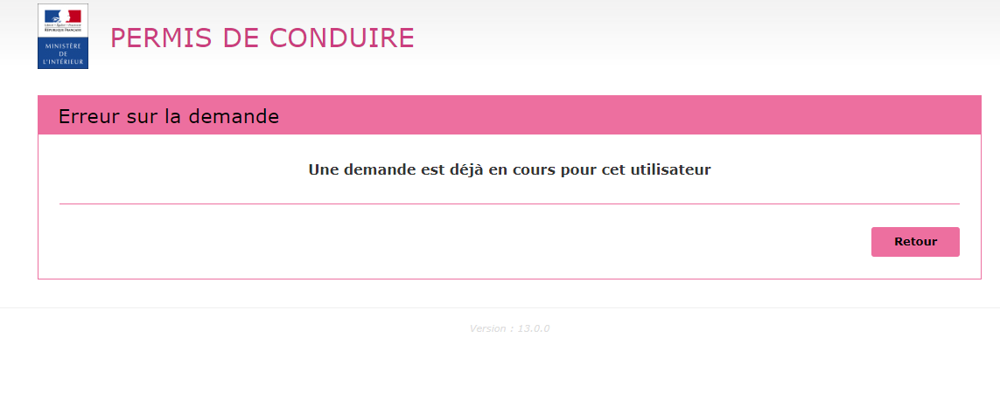 Liberté • Égalité • Fraternité
RÉPUBLIQUE FRANÇAISE
MINISTÈRE
DE
L'INTÉRIEUR
PERMIS DE CONDUIRE
Erreur sur la demande
Une demande est déjà en cours pour cet utilisateur
Retour
Version : 13.0.0